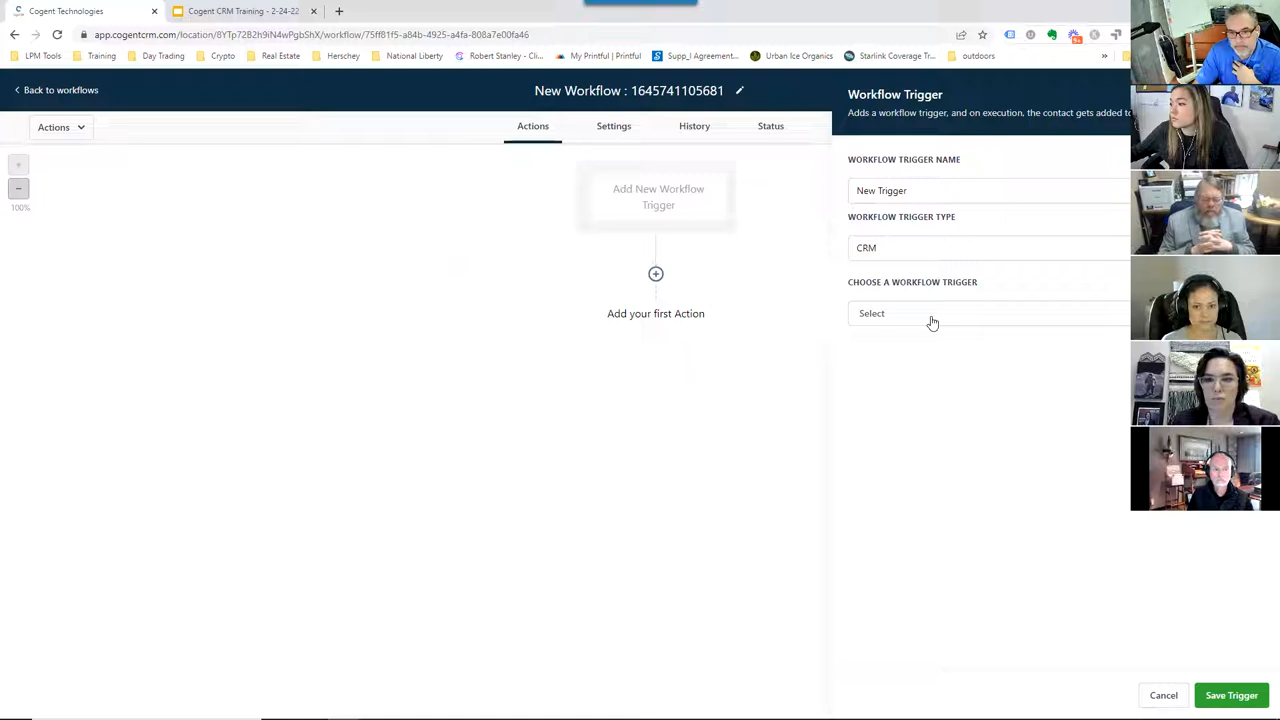 Cogent Technologies
Cogent CRM Training - 2-24-22
app.cogentcrm.com/location/8YTp72B2h9iN4wPgbShX/workflow/75ff81f5-a84b-4925-a4fa-808a7e00fa46
LPM Tools
Training
Day Trading
Crypto
Real Estate
Herschey
National Liberty
Robert Stanley - Cli...
My Printful | Printful
Suppl_I Agreement...
Urban Ice Organics
Starlink Coverage Tr...
outdoors
»
Back to workflows
New Workflow : 1645741105681
Actions
Actions
Settings
History
Status
100%
Add New Workflow
Trigger
Add your first Action
Workflow Trigger
Adds a workflow trigger, and on execution, the contact gets added to
WORKFLOW TRIGGER NAME
New Trigger
WORKFLOW TRIGGER TYPE
CRM
CHOOSE A WORKFLOW TRIGGER
Select
Cancel
Save Trigger